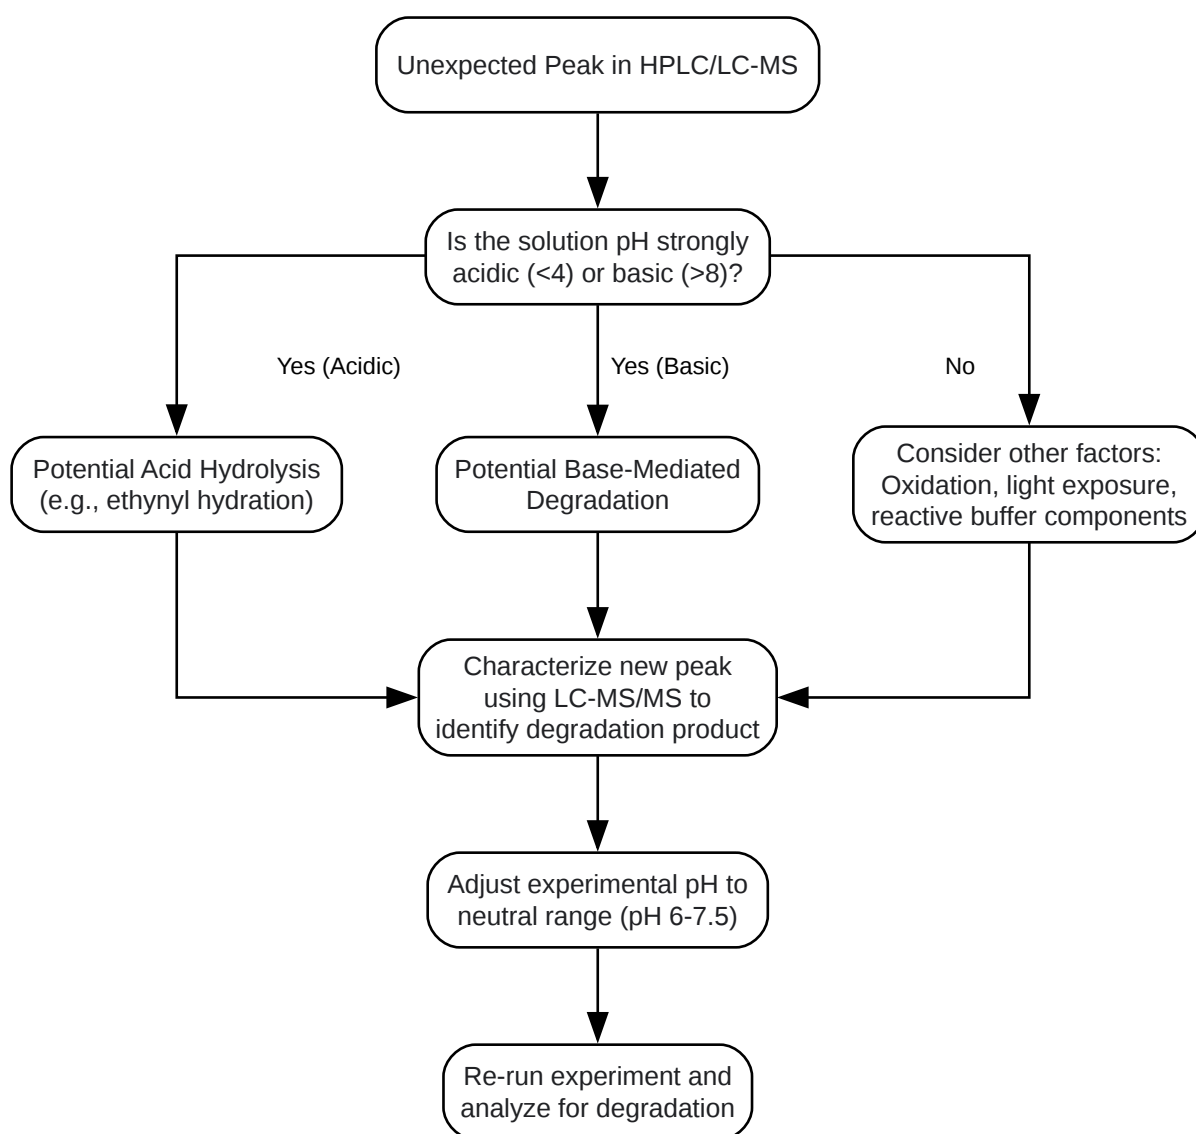 Unexpected Peak in HPLC/LC-MS
Is the solution pH strongly
acidic (<4) or basic (>8)?
Yes (Acidic)
Yes (Basic)
No
Potential Acid Hydrolysis
(e.g., ethynyl hydration)
Potential Base-Mediated
Degradation
Consider other factors:
Oxidation, light exposure,
reactive buffer components
Characterize new peak
using LC-MS/MS to
identify degradation product
Adjust experimental pH to
neutral range (pH 6-7.5)
Re-run experiment and
analyze for degradation